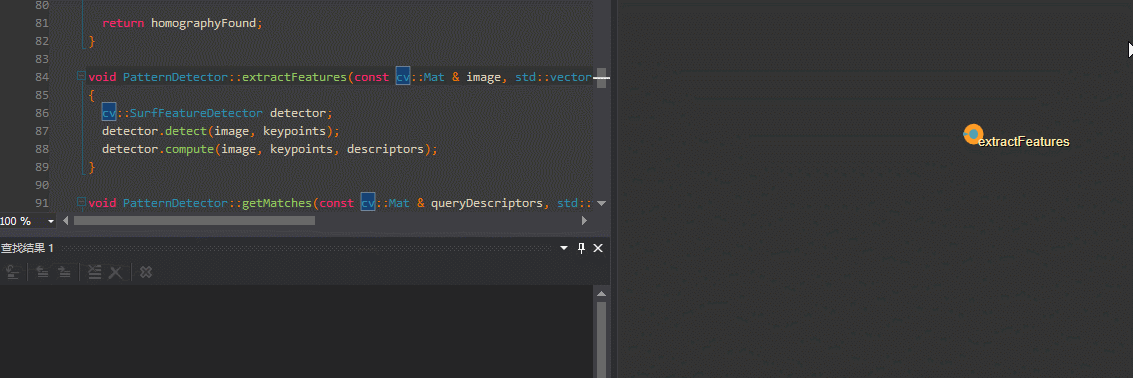 80
81 return homographyFound;
82 }
83
84 void PatternDetector::extractFeatures(const cv::Mat & image, std::vector
85 {
86 cv::SurfFeatureDetector detector;
87 detector.detect(image, keypoints);
88 detector.compute(image, keypoints, descriptors);
89 }
90
91 void PatternDetector::getMatches(const cv::Mat & queryDescriptors, std::
100 %
查找结果 1
extractFeatures